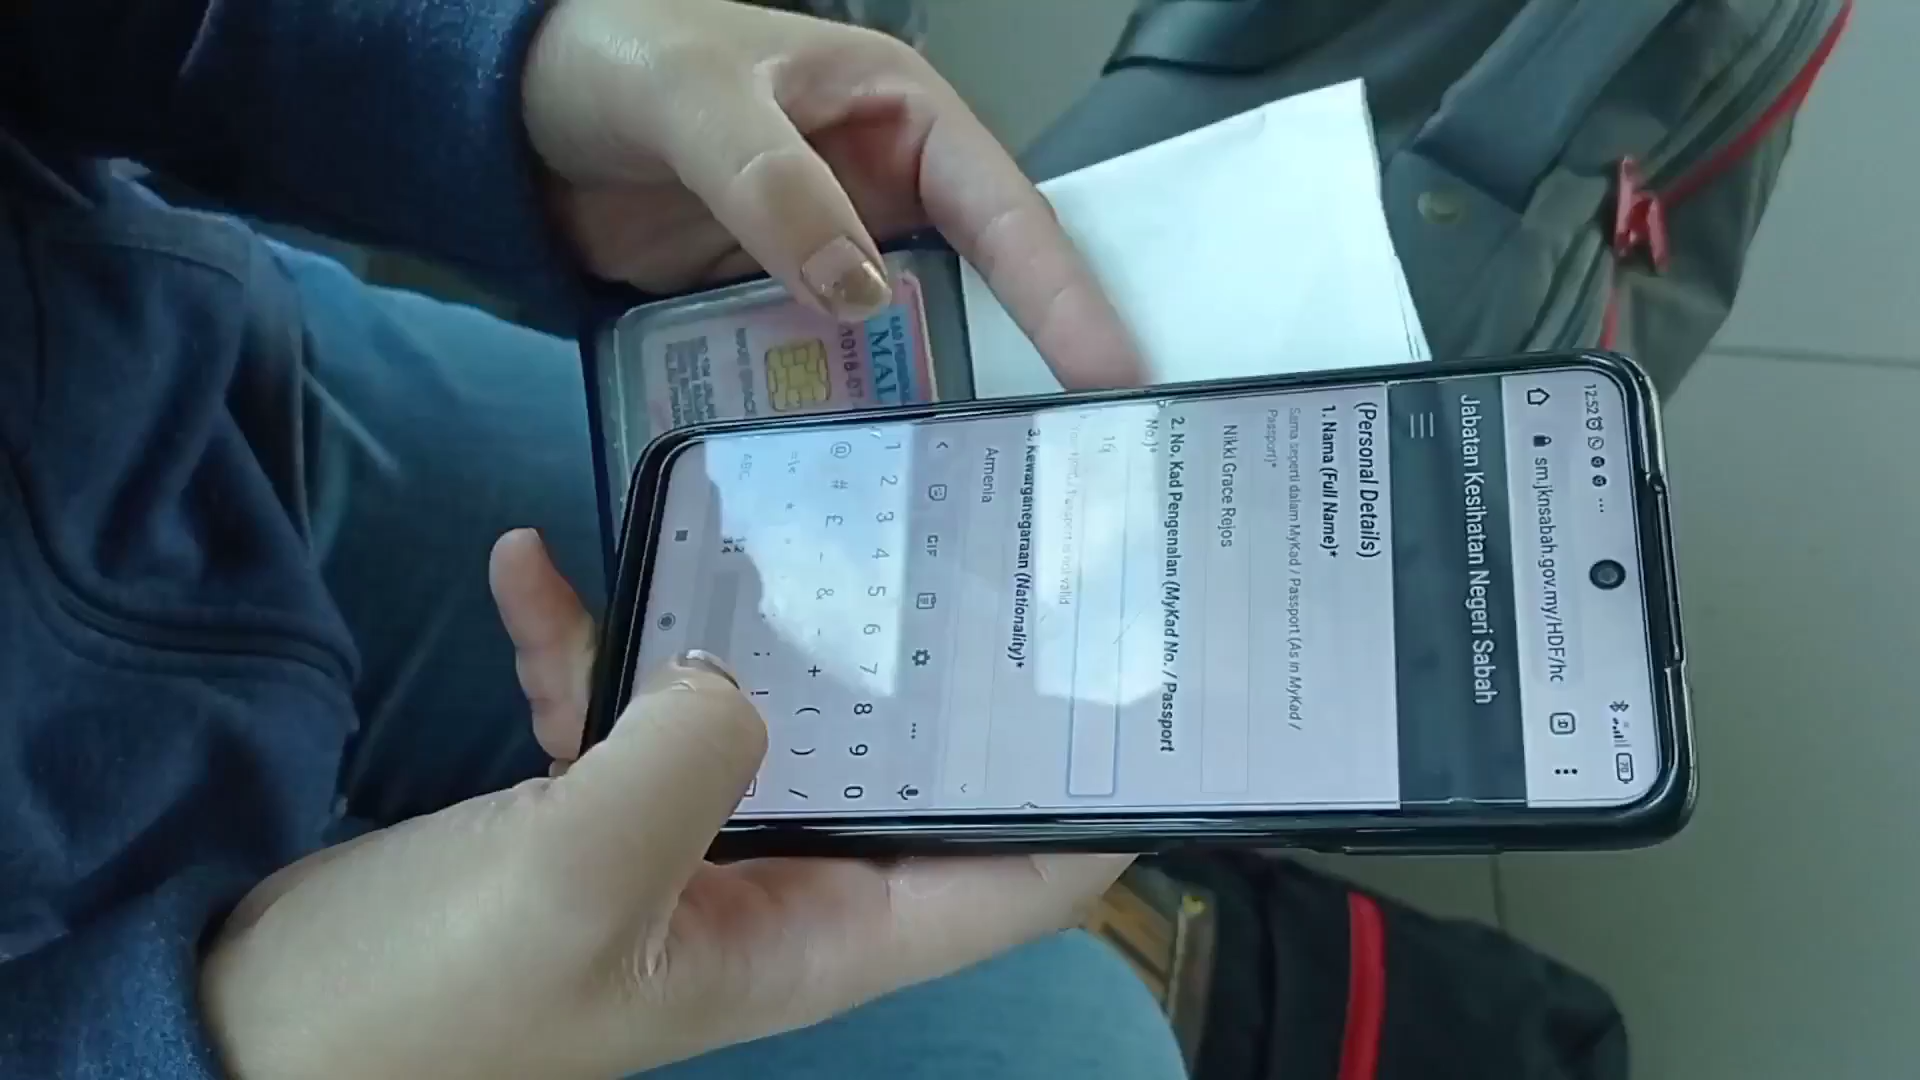 12:52
sm.jknsabah.gov.my/HDF/hc
:D
Jabatan Kesihatan Negeri Sabah
(Personal Details)
1. Nama (Full Name)*
Sama seperti dalam MyKad / Passport (As in MyKad /
Passport)*
Nikki Grace Rejos
2. No. Kad Pengenalan (MyKad No. / Passport
No.)*
16
3. Kewarganegaraan (Nationality)*
Armenia
GIF
1 2 3 4 5 6 7 8 9 0
@ # £ & - + ( ) /
* ; !
ABC